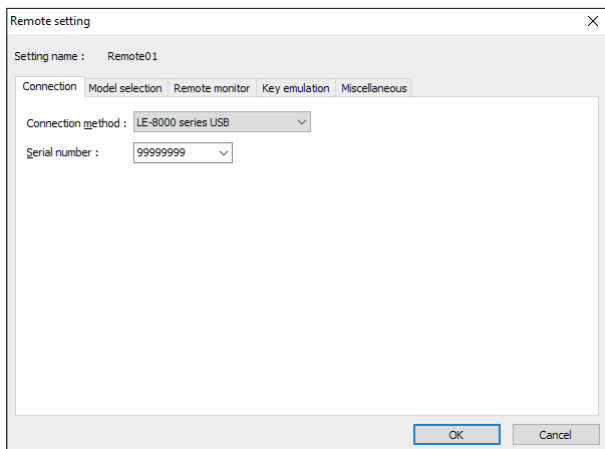 Remote setting
Setting name : Remote01
Connection Model selection Remote monitor Key emulation Miscellaneous
Connection method : LE-8000 series USB
Serial number : 99999999
OK Cancel